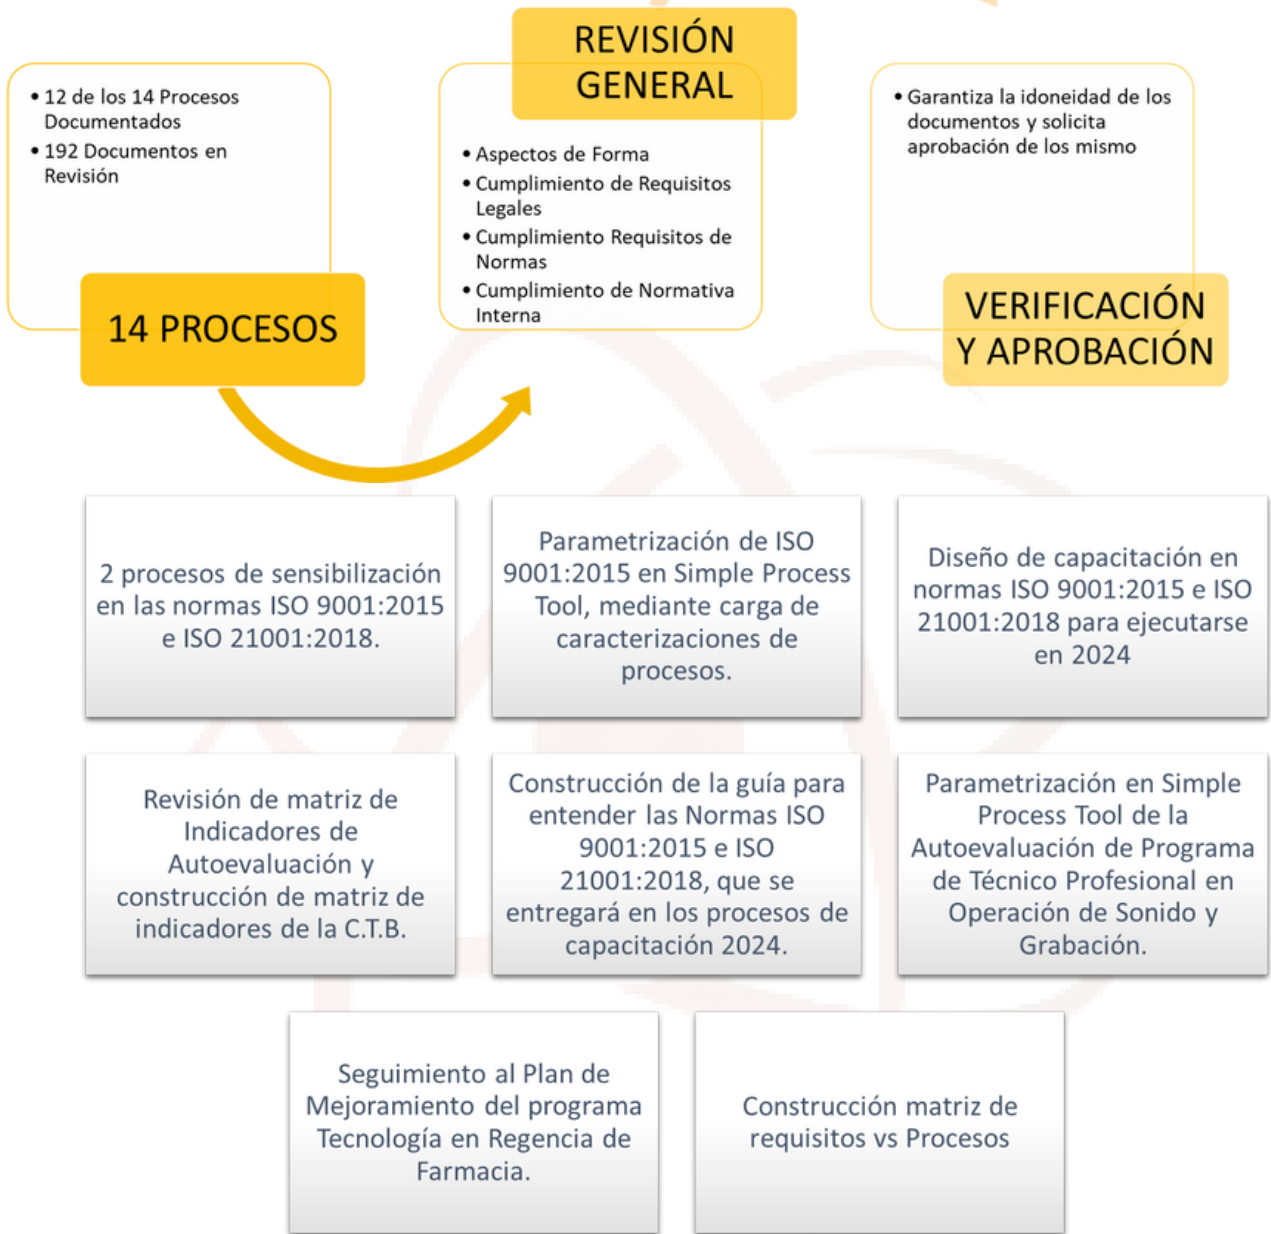 • 12 de los 14 Procesos
Documentados
• 192 Documentos en
Revisión
14 PROCESOS
REVISIÓN
GENERAL
• Aspectos de Forma
• Cumplimiento de Requisitos
Legales
• Cumplimiento Requisitos de
Normas
• Cumplimiento de Normativa
Interna
• Garantiza la idoneidad de los
documentos y solicita
aprobación de los mismo
VERIFICACIÓN
Y APROBACIÓN
2 procesos de sensibilización
en las normas ISO 9001:2015
e ISO 21001:2018.
Parametrización de ISO
9001:2015 en Simple Process
Tool, mediante carga de
caracterizaciones de
procesos.
Diseño de capacitación en
normas ISO 9001:2015 e ISO
21001:2018 para ejecutarse
en 2024
Revisión de matriz de
Indicadores de
Autoevaluación y
construcción de matriz de
indicadores de la C.T.B.
Construcción de la guía para
entender las Normas ISO
9001:2015 e ISO
21001:2018, que se
entregará en los procesos de
capacitación 2024.
Parametrización en Simple
Process Tool de la
Autoevaluación de Programa
de Técnico Profesional en
Operación de Sonido y
Grabación.
Seguimiento al Plan de
Mejoramiento del programa
Tecnología en Regencia de
Farmacia.
Construcción matriz de
requisitos vs Procesos